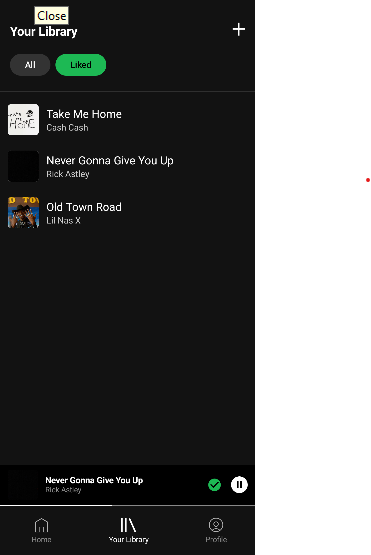 Close
Your Library
All
Liked
Take Me Home
Cash Cash
Never Gonna Give You Up
Rick Astley
Old Town Road
Lil Nas X
Never Gonna Give You Up
Rick Astley
Home
Your Library
Profile